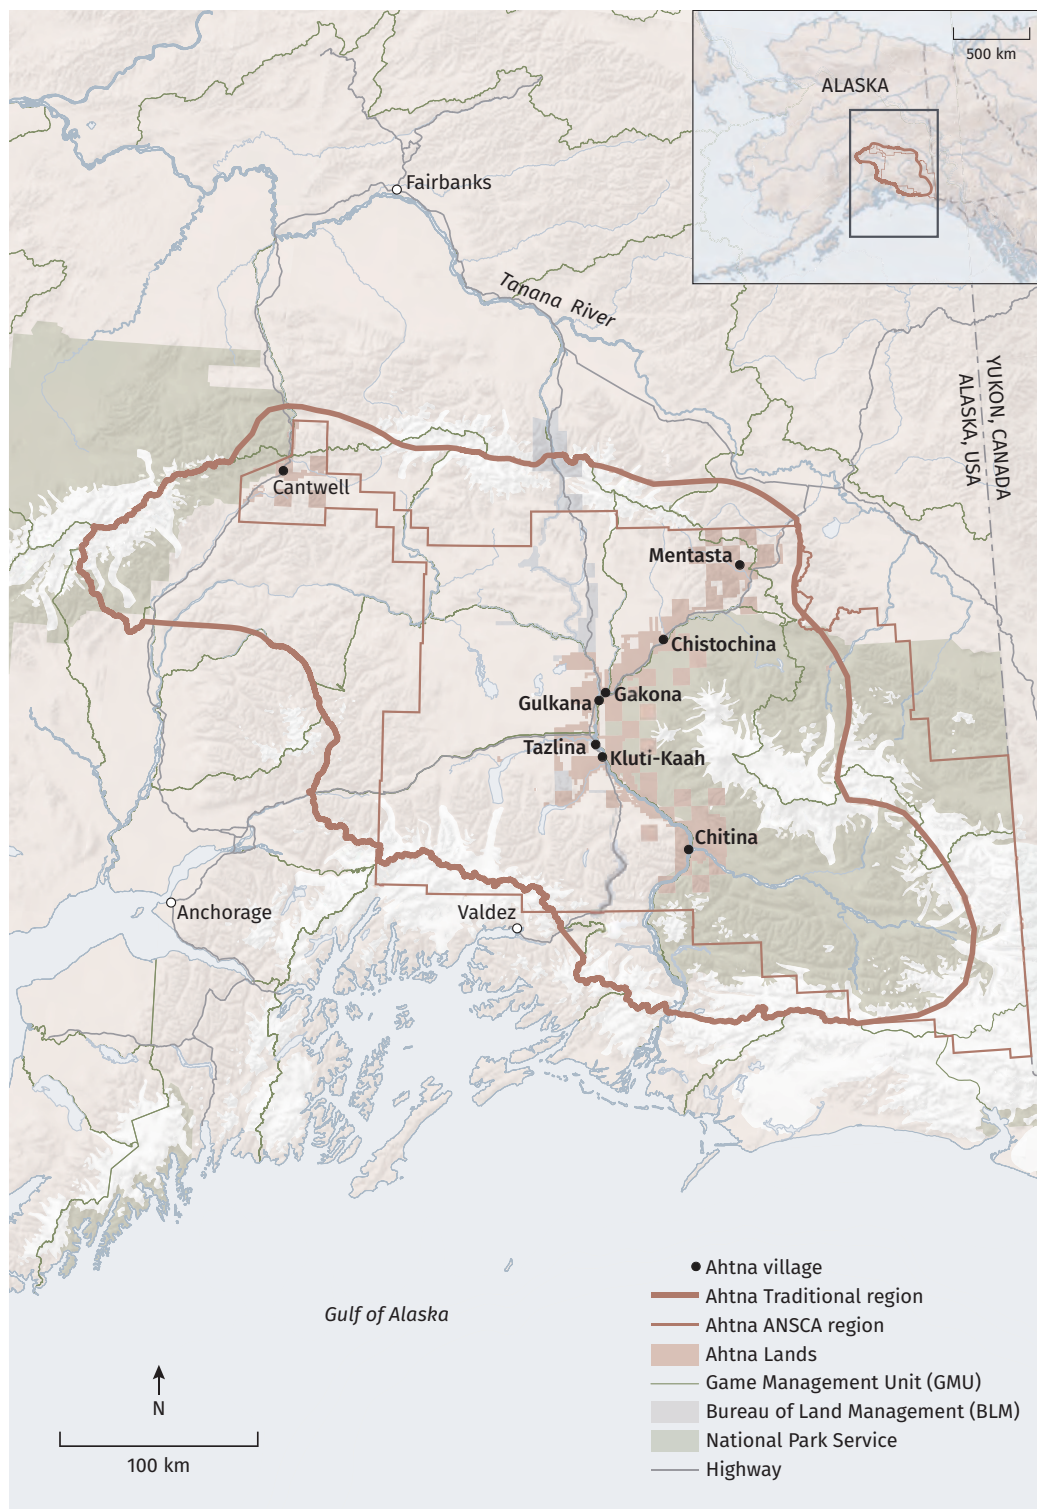 500 km
ALASKA
Fairbanks
Tanana River
YUKON, CANADA
ALASKA, USA
Cantwell
Mentasta
Chistochina
Gakona
Gulkana
Tazlina
Kluti-Kaah
Chitina
Anchorage
Valdez
Gulf of Alaska
Ahtna village
Ahtna Traditional region
Ahtna ANSCA region
Ahtna Lands
Game Management Unit (GMU)
Bureau of Land Management (BLM)
National Park Service
Highway
N
100 km